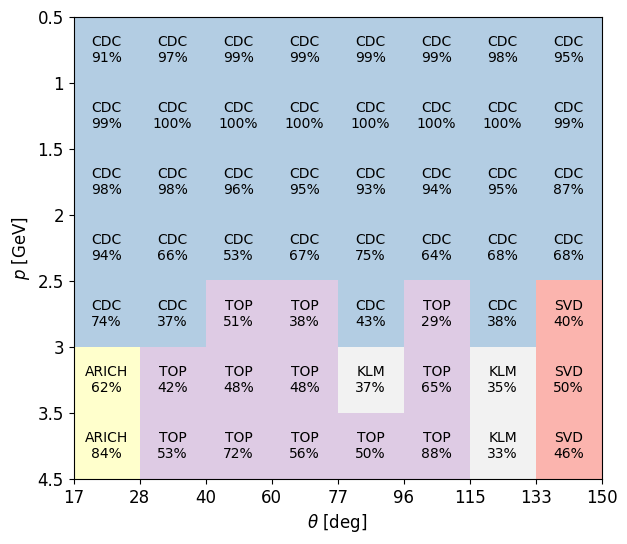 0.5
CDC CDC CDC CDC CDC CDC CDC CDC
91% 97% 99% 99% 99% 99% 98% 95%
1
CDC CDC CDC CDC CDC CDC CDC CDC
99% 100% 100% 100% 100% 100% 100% 99%
1.5
CDC CDC CDC CDC CDC CDC CDC CDC
98% 98% 96% 95% 93% 94% 95% 87%
2
p [GeV]
CDC CDC CDC CDC CDC CDC CDC CDC
94% 66% 53% 67% 75% 64% 68% 68%
2.5
CDC CDC TOP TOP CDC TOP CDC SVD
74% 37% 51% 38% 43% 29% 38% 40%
3
ARICH TOP TOP TOP KLM TOP KLM SVD
62% 42% 48% 48% 37% 65% 35% 50%
3.5
ARICH TOP TOP TOP TOP TOP KLM SVD
84% 53% 72% 56% 50% 88% 33% 46%
4.5
17 28 40 60 77 96 115 133 150
θ [deg]